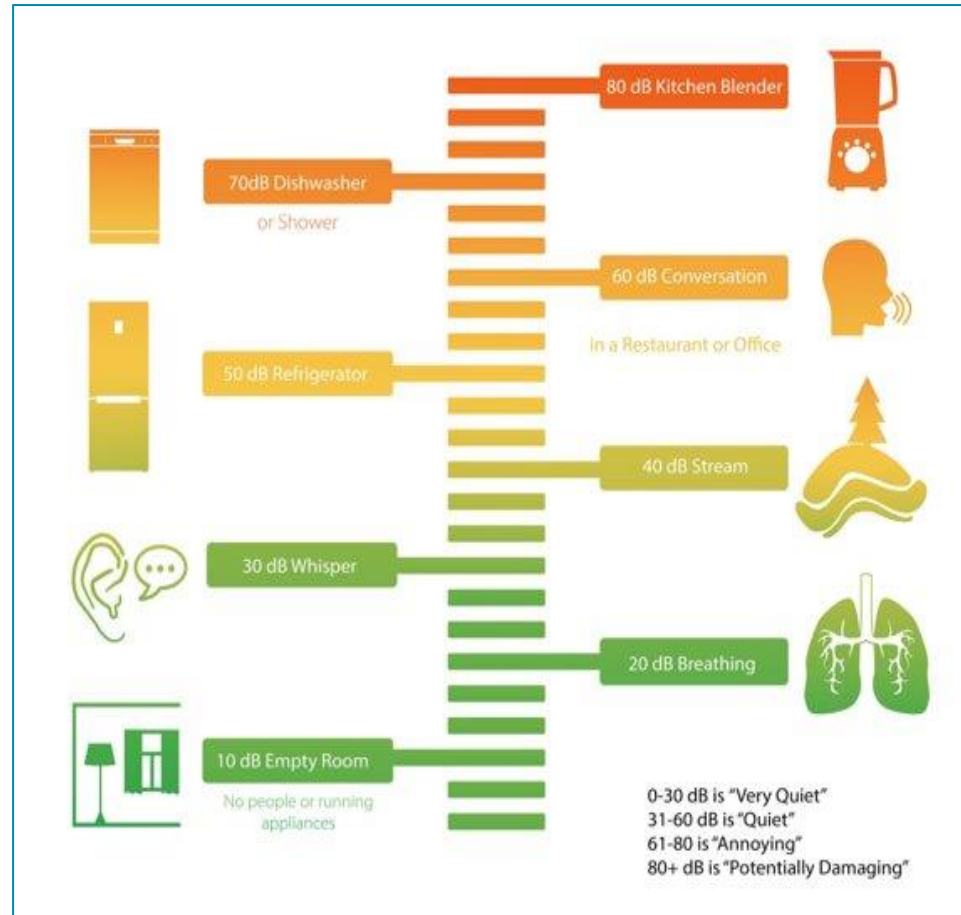 80 dB Kitchen Blender
70dB Dishwasher
or Shower
60 dB Conversation
in a Restaurant or Office
50 dB Refrigerator
40 dB Stream
30 dB Whisper
20 dB Breathing
10 dB Empty Room
No people or running
appliances
0-30 dB is “Very Quiet”
31-60 dB is “Quiet”
61-80 is “Annoying”
80+ dB is “Potentially Damaging”